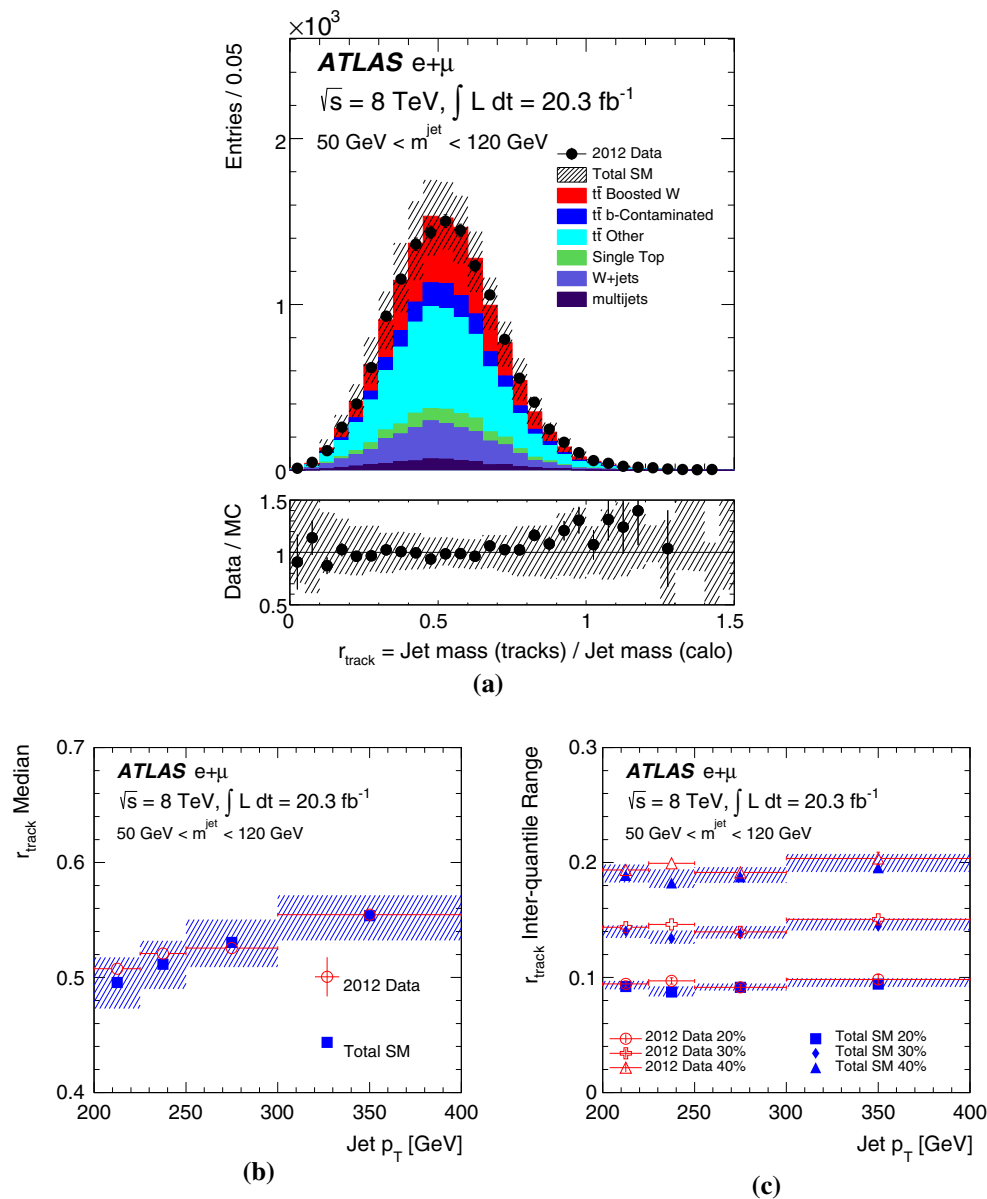 ×10³
Entries / 0.05
ATLAS e+μ
√s = 8 TeV, ∫ L dt = 20.3 fb⁻¹
50 GeV < m^jet < 120 GeV
2012 Data
Total SM
tt̄ Boosted W
tt̄ b-Contaminated
tt̄ Other
Single Top
W+jets
multijets
2
1
0
Data / MC
1.5
1
0.5
0 0.5 1 1.5
r_track = Jet mass (tracks) / Jet mass (calo)
(a)
r_track Median
0.7
0.6
0.5
0.4
ATLAS e+μ
√s = 8 TeV, ∫ L dt = 20.3 fb⁻¹
50 GeV < m^jet < 120 GeV
2012 Data
Total SM
200 250 300 350 400
Jet p_T [GeV]
(b)
r_track Inter-quantile Range
0.3
0.2
0.1
0
ATLAS e+μ
√s = 8 TeV, ∫ L dt = 20.3 fb⁻¹
50 GeV < m^jet < 120 GeV
2012 Data 20% Total SM 20%
2012 Data 30% Total SM 30%
2012 Data 40% Total SM 40%
200 250 300 350 400
Jet p_T [GeV]
(c)